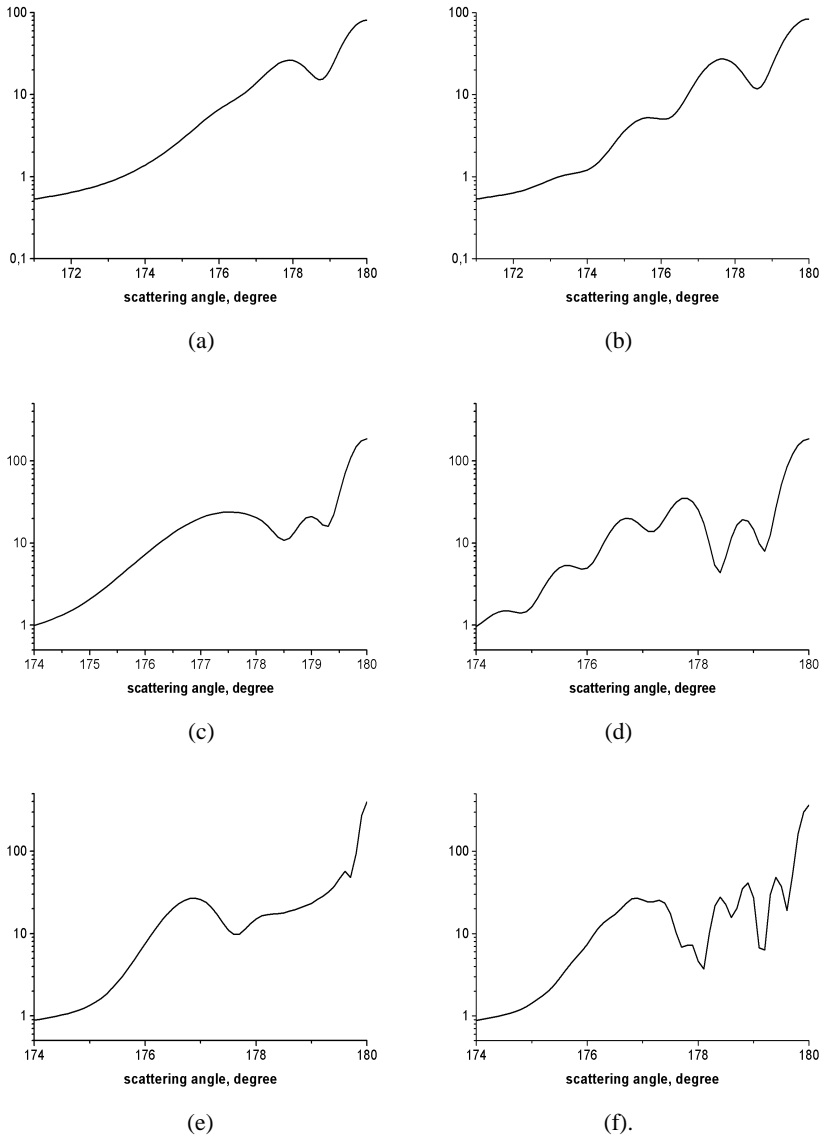 100
10
1
0,1
172 174 176 178 180
scattering angle, degree
(a)
100
10
1
0,1
172 174 176 178 180
scattering angle, degree
(b)
100
10
1
174 175 176 177 178 179 180
scattering angle, degree
(c)
100
10
1
174 176 178 180
scattering angle, degree
(d)
100
10
1
174 176 178 180
scattering angle, degree
(e)
100
10
1
174 176 178 180
scattering angle, degree
(f).